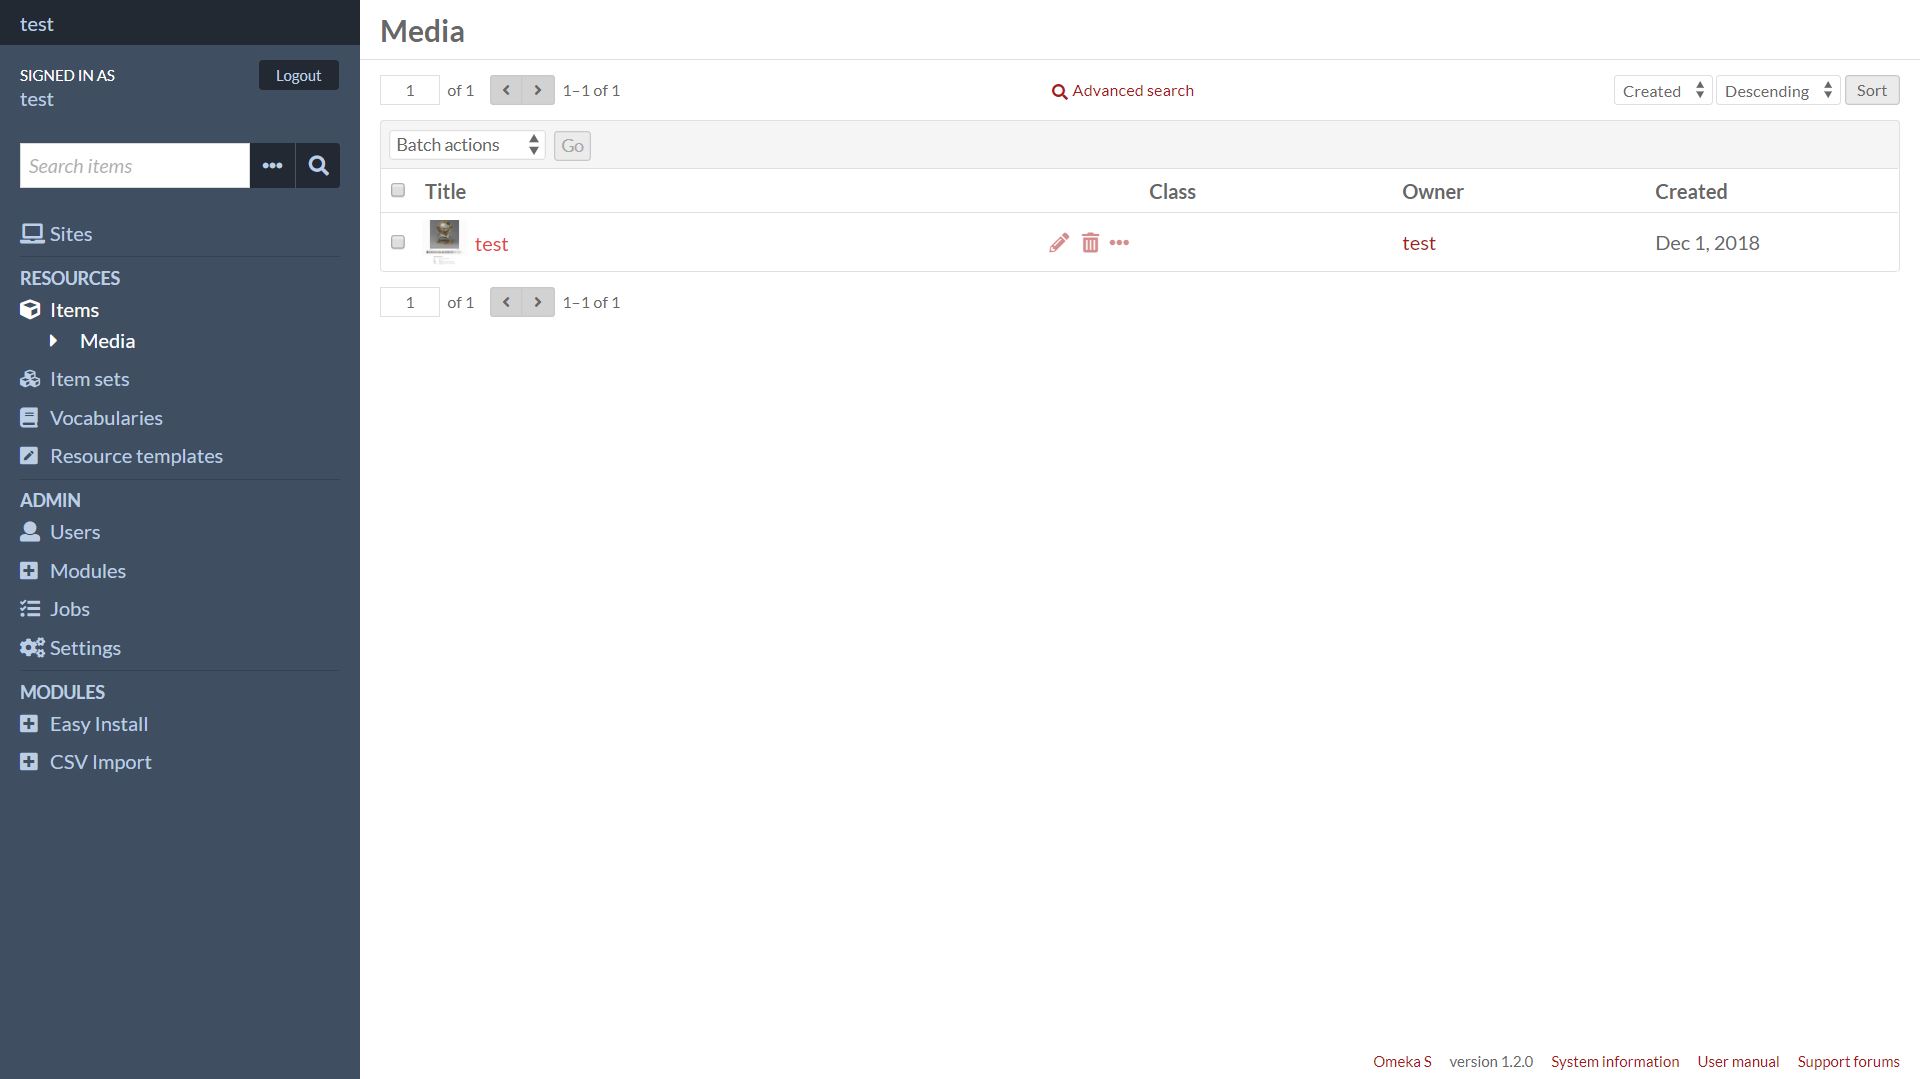 test
SIGNED IN AS
Logout
test
Search items
Sites
RESOURCES
Items
Media
Item sets
Vocabularies
Resource templates
ADMIN
Users
Modules
Jobs
Settings
MODULES
Easy Install
CSV Import
Media
1 of 1 1–1 of 1
Advanced search
Created Descending Sort
Batch actions Go
Title Class Owner Created
test test Dec 1, 2018
1 of 1 1–1 of 1
Omeka S version 1.2.0 System information User manual Support forums